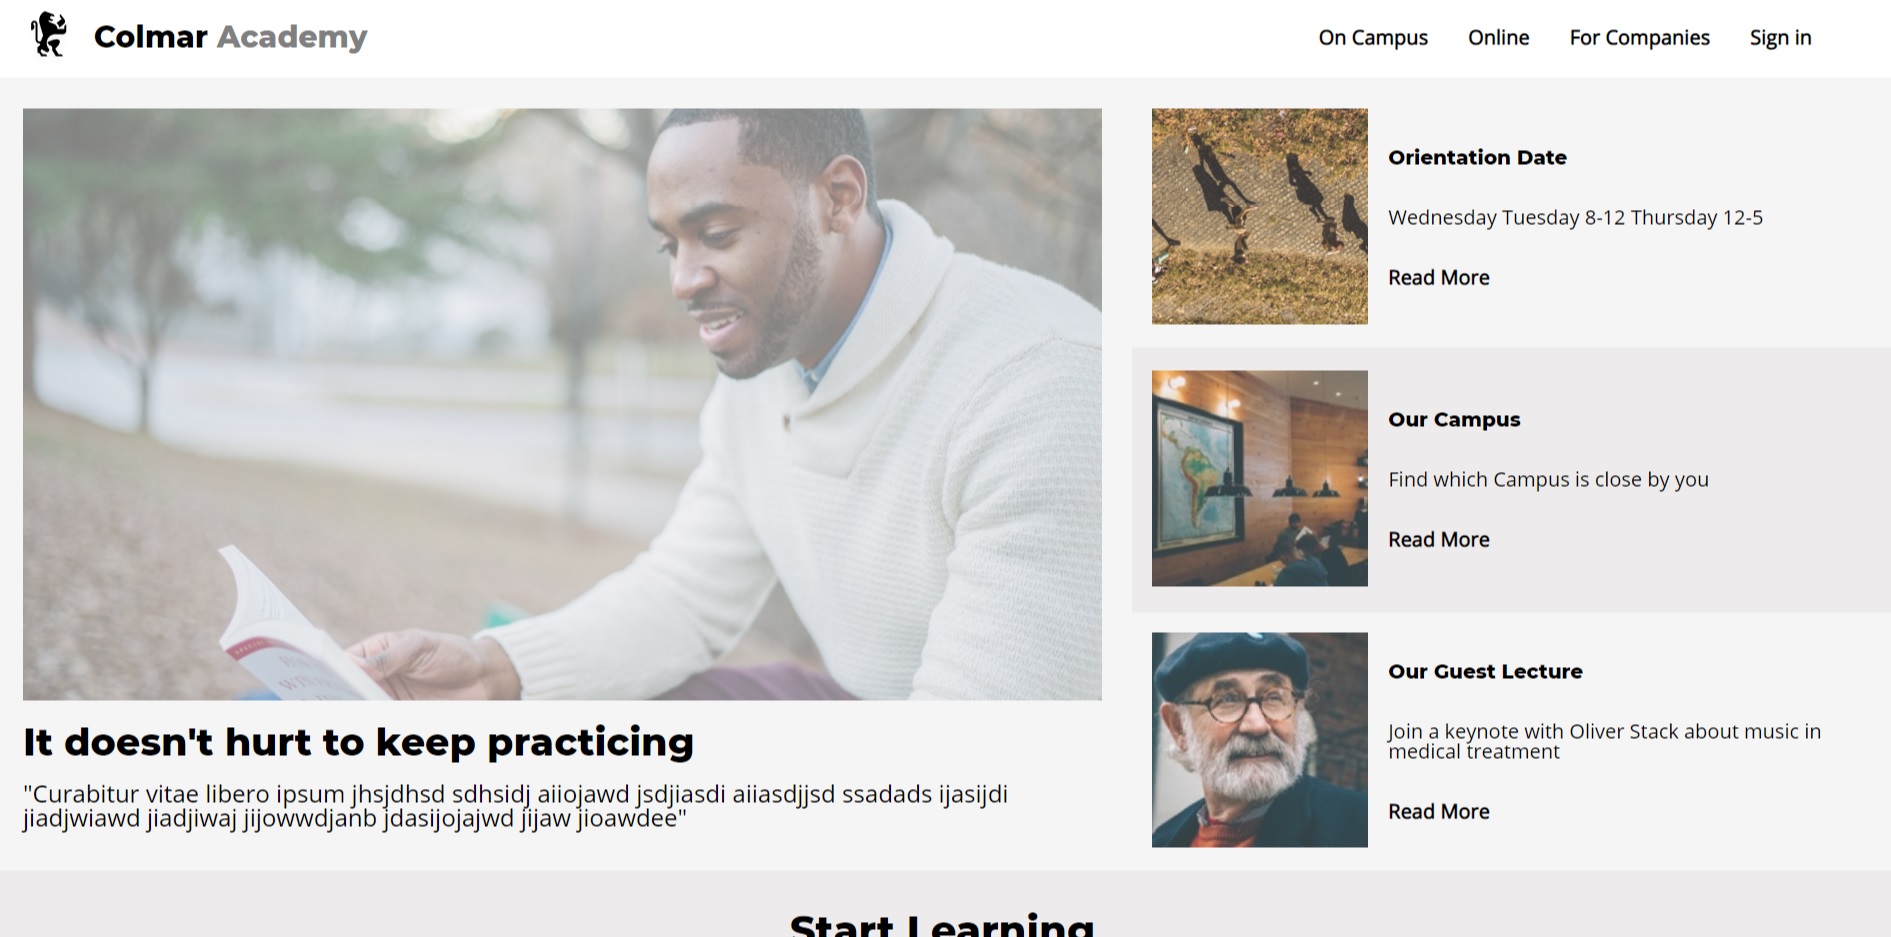 Colmar Academy
On Campus
Online
For Companies
Sign in
It doesn't hurt to keep practicing
"Curabitur vitae libero ipsum jhsjdhsd sdhsidj aiiojawd jsdjiasdi aiiasdjjsd ssadads ijasijdi
jiadjwiawd jiadjiwaj jijowwdjanb jdasijojajwd jijaw jioawdee"
Orientation Date
Wednesday Tuesday 8-12 Thursday 12-5
Read More
Our Campus
Find which Campus is close by you
Read More
Our Guest Lecture
Join a keynote with Oliver Stack about music in
medical treatment
Read More
Start Learning